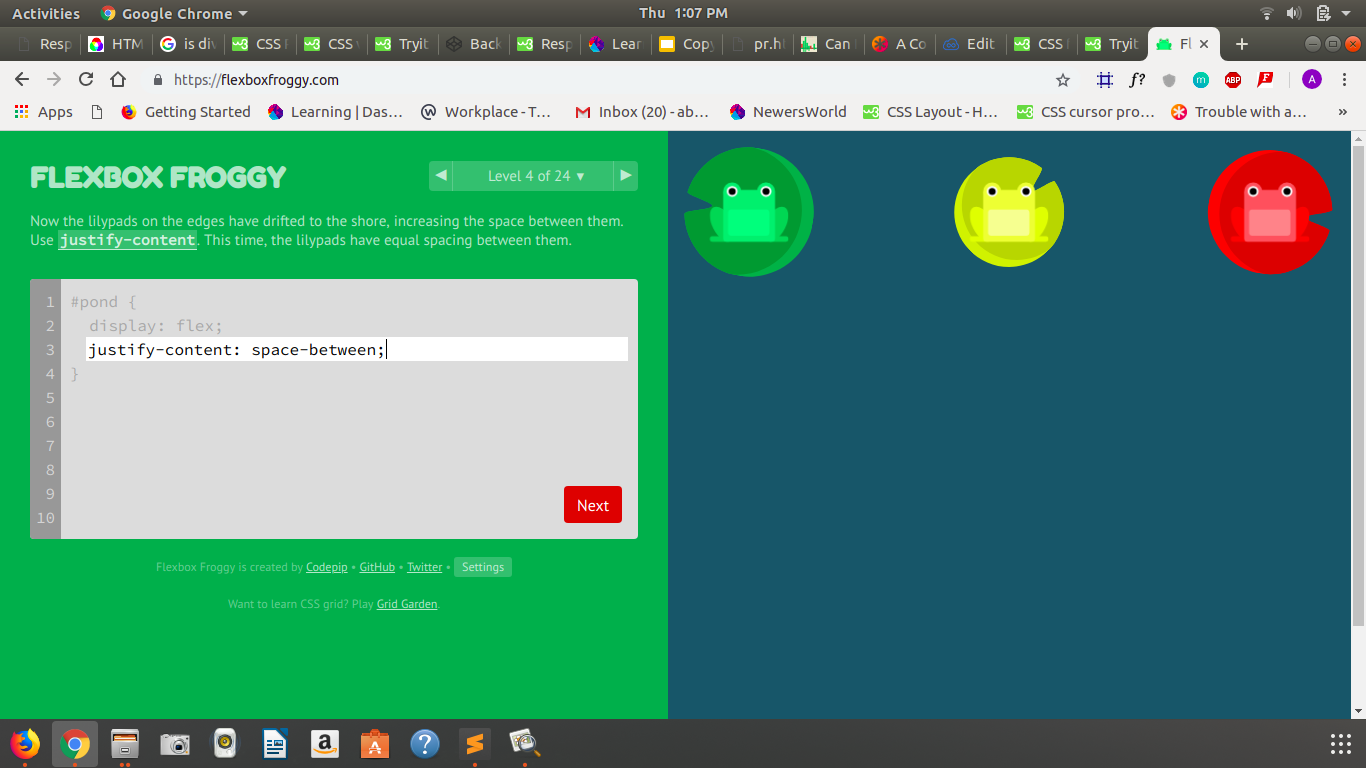 Activities Google Chrome Thu 1:07 PM
Resp HTM is div CSS CSS Tryit Back Resp Lear Copy pr.h Can A Co Edit CSS Tryit Fl
https://flexboxfroggy.com f? m ABP F A
Apps Getting Started Learning | Das... Workplace - T... Inbox (20) - ab... NewersWorld CSS Layout - H... CSS cursor pro... Trouble with a... »
FLEXBOX FROGGY ◀ Level 4 of 24 ▼ ▶
Now the lilypads on the edges have drifted to the shore, increasing the space between them.
Use justify-content. This time, the lilypads have equal spacing between them.
1 #pond {
2 display: flex;
3 justify-content: space-between;
4 }
5
6
7
8
9
10
Next
Flexbox Froggy is created by Codepip • GitHub • Twitter • Settings
Want to learn CSS grid? Play Grid Garden.